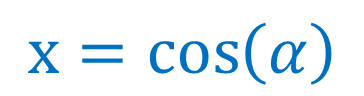 x = cos(α)